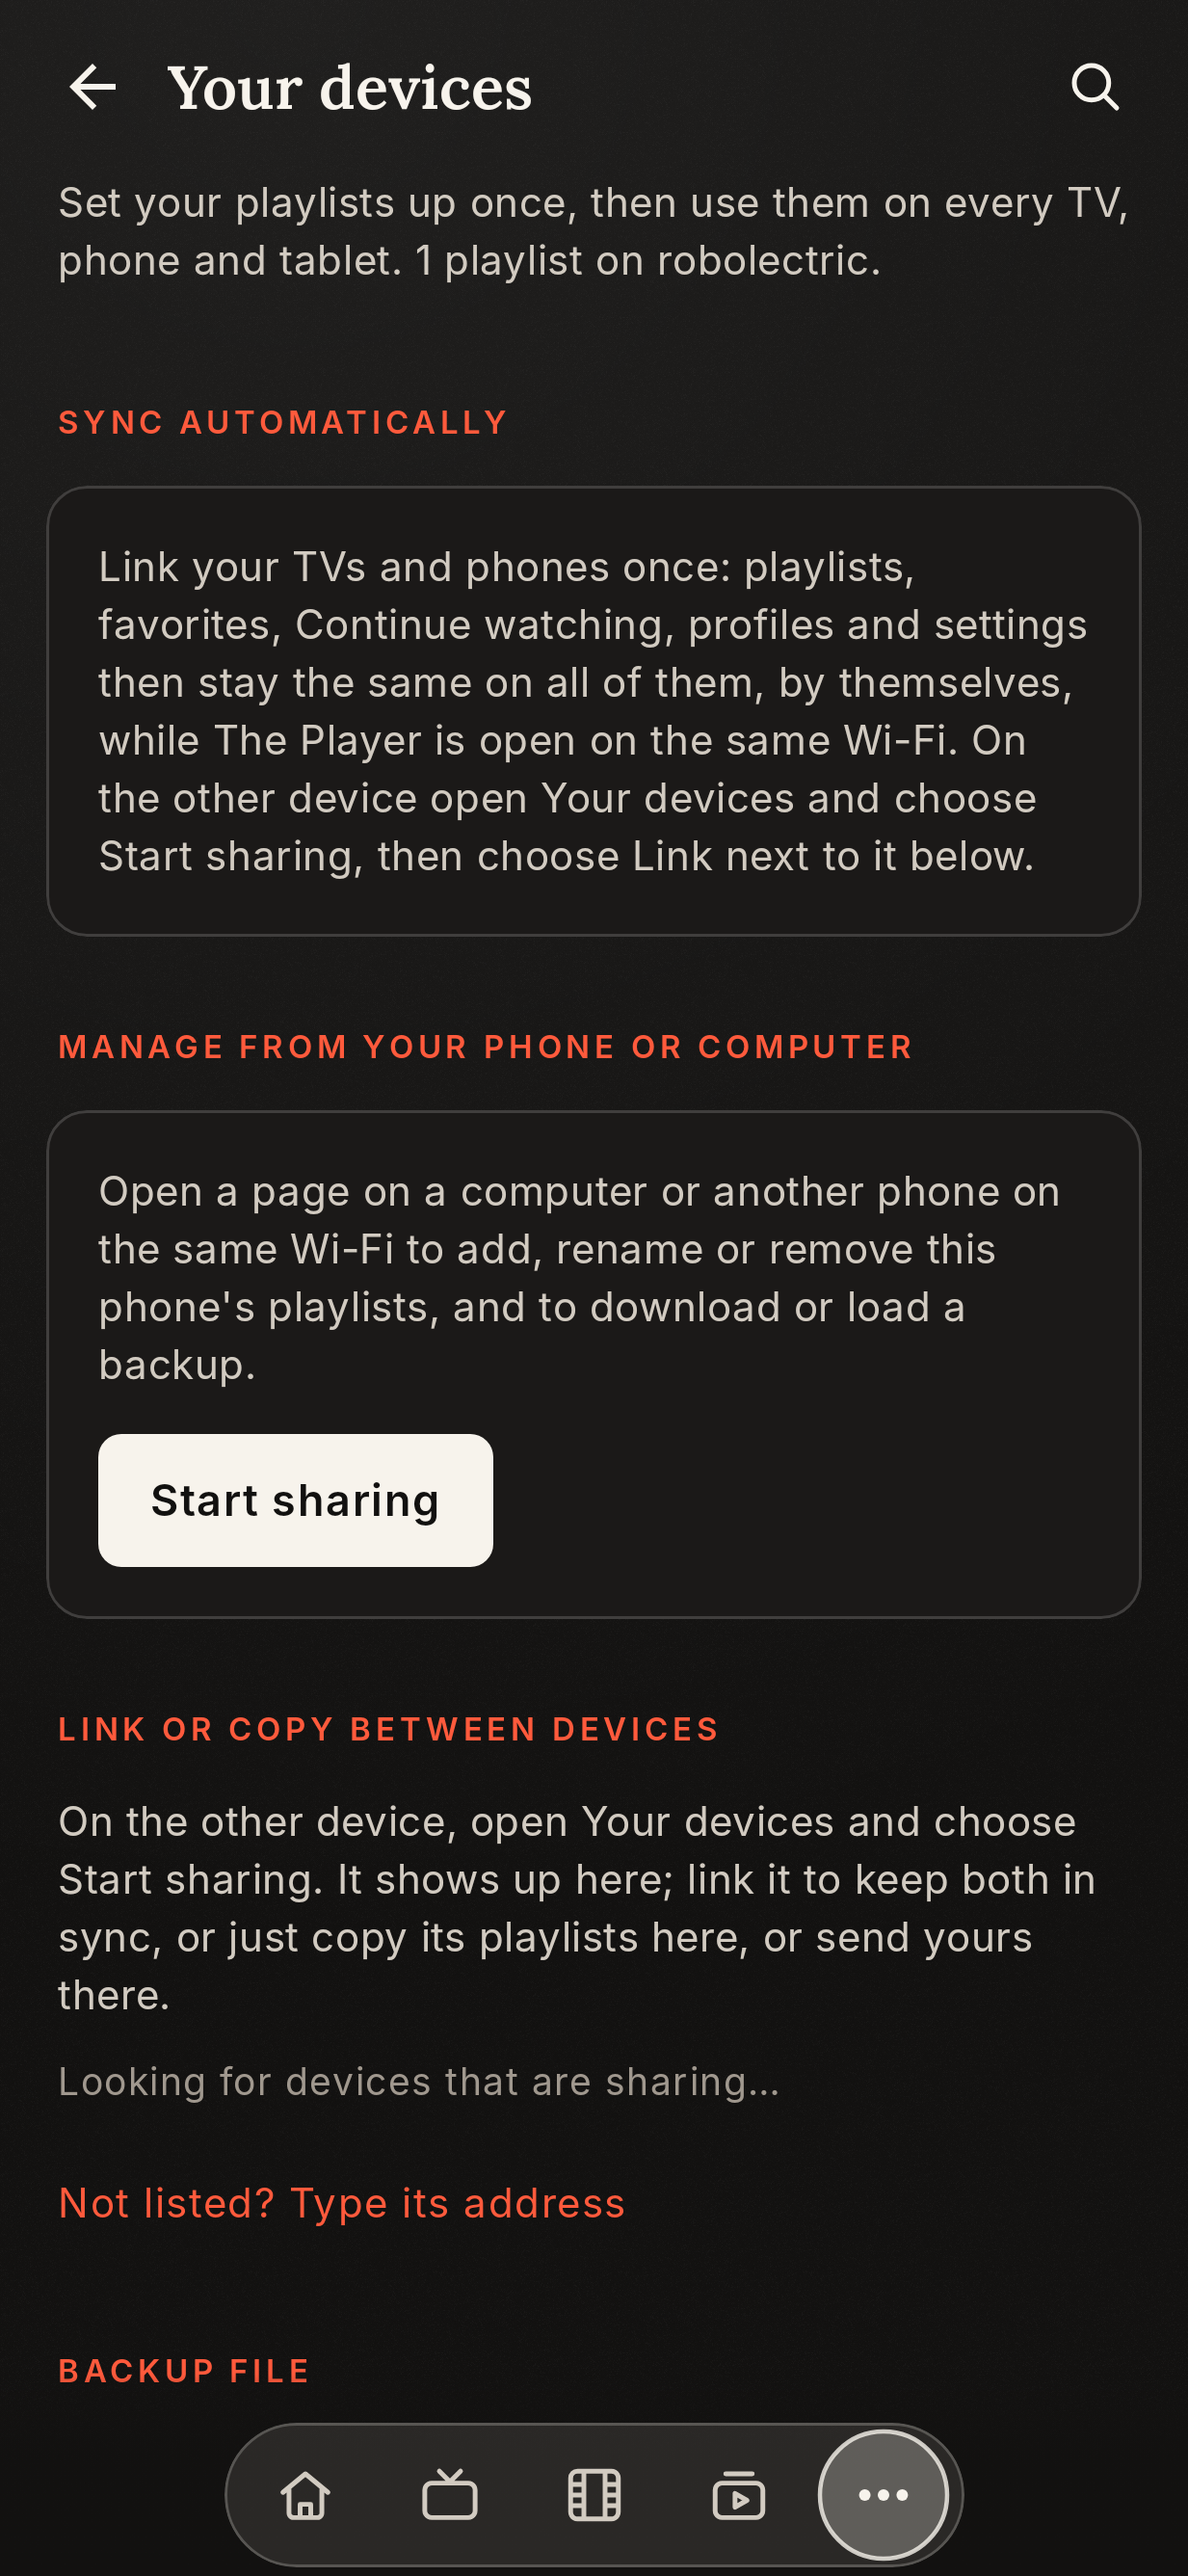 Your devices
Set your playlists up once, then use them on every TV,
phone and tablet. 1 playlist on robolectric.
SYNC AUTOMATICALLY
Link your TVs and phones once: playlists,
favorites, Continue watching, profiles and settings
then stay the same on all of them, by themselves,
while The Player is open on the same Wi-Fi. On
the other device open Your devices and choose
Start sharing, then choose Link next to it below.
MANAGE FROM YOUR PHONE OR COMPUTER
Open a page on a computer or another phone on
the same Wi-Fi to add, rename or remove this
phone's playlists, and to download or load a
backup.
Start sharing
LINK OR COPY BETWEEN DEVICES
On the other device, open Your devices and choose
Start sharing. It shows up here; link it to keep both in
sync, or just copy its playlists here, or send yours
there.
Looking for devices that are sharing…
Not listed? Type its address
BACKUP FILE